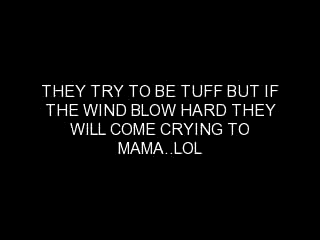 THEY TRY TO BE TUFF BUT IF
THE WIND BLOW HARD THEY
WILL COME CRYING TO
MAMA..LOL